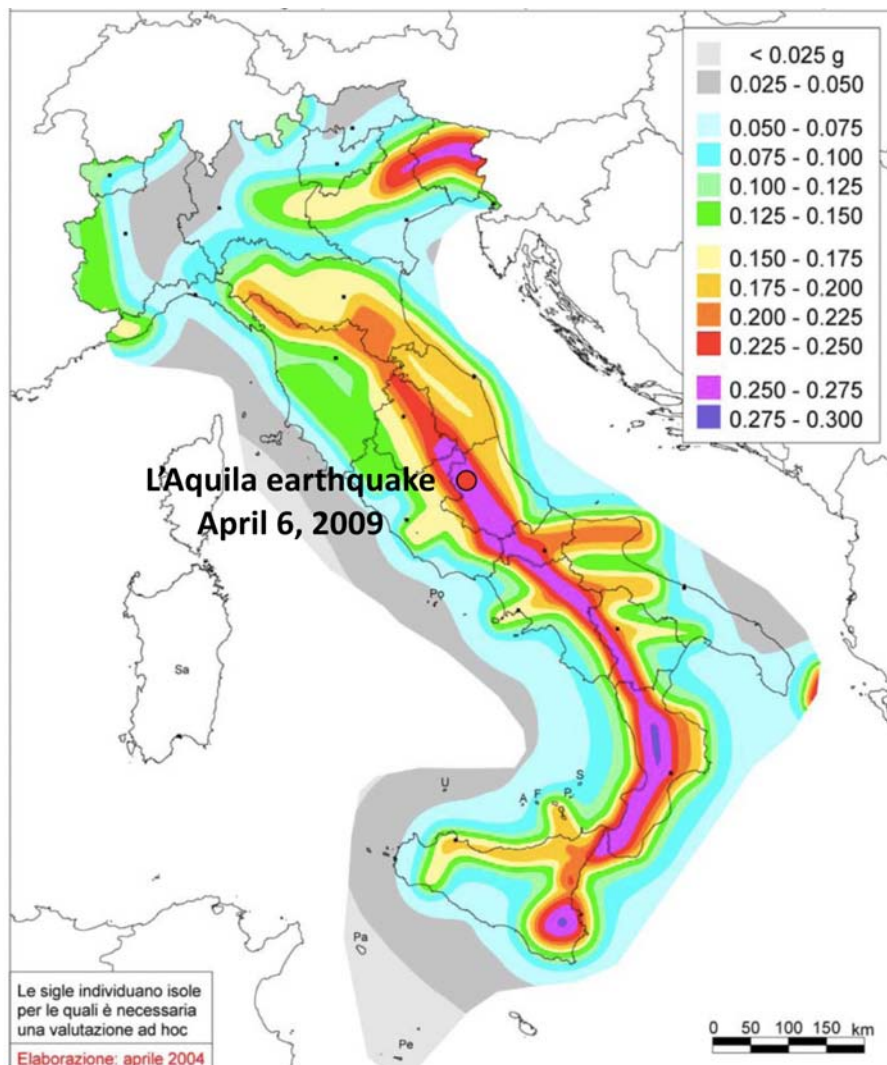 < 0.025 g
0.025 - 0.050
0.050 - 0.075
0.075 - 0.100
0.100 - 0.125
0.125 - 0.150
0.150 - 0.175
0.175 - 0.200
0.200 - 0.225
0.225 - 0.250
0.250 - 0.275
0.275 - 0.300
L’Aquila earthquake
April 6, 2009
Po
Sa
U
A
F
P
S
Pa
Pe
Le sigle individuano isole
per le quali è necessaria
una valutazione ad hoc
Elaborazione: aprile 2004
0 50 100 150 km